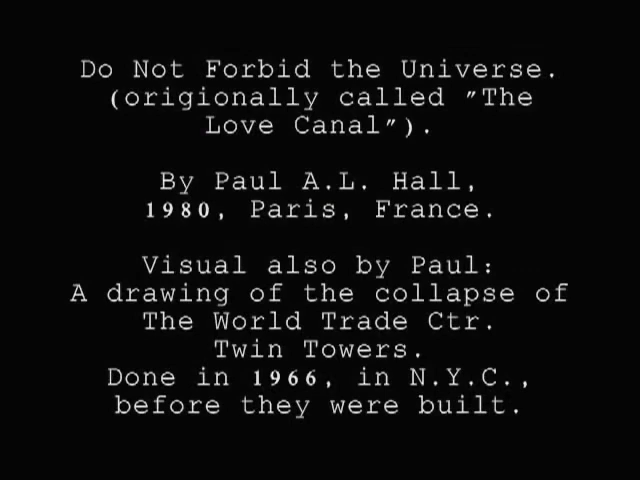 Do Not Forbid the Universe.
(origionally called "The
Love Canal").
By Paul A.L. Hall,
1980, Paris, France.
Visual also by Paul:
A drawing of the collapse of
The World Trade Ctr.
Twin Towers.
Done in 1966, in N.Y.C.,
before they were built.